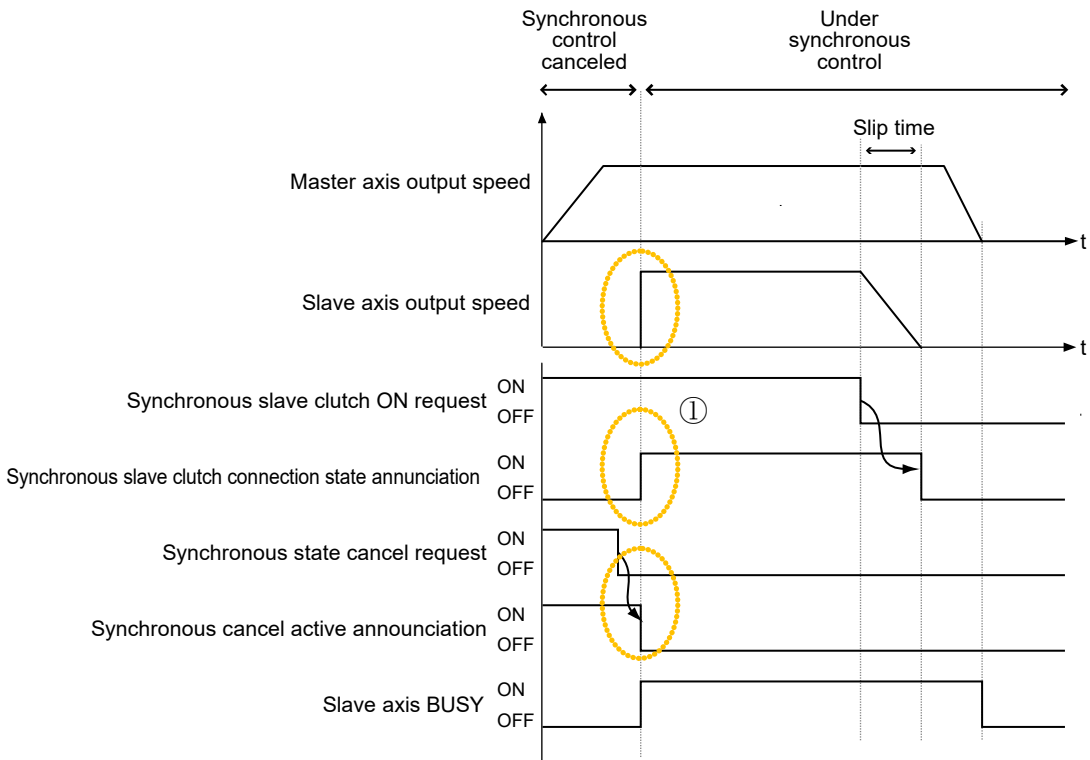 Synchronous
control
canceled
Under
synchronous
control
Slip time
Master axis output speed
t
Slave axis output speed
t
Synchronous slave clutch ON request
ON
OFF
①
Synchronous slave clutch connection state annunciation
ON
OFF
Synchronous state cancel request
ON
OFF
Synchronous cancel active announciation
ON
OFF
Slave axis BUSY
ON
OFF